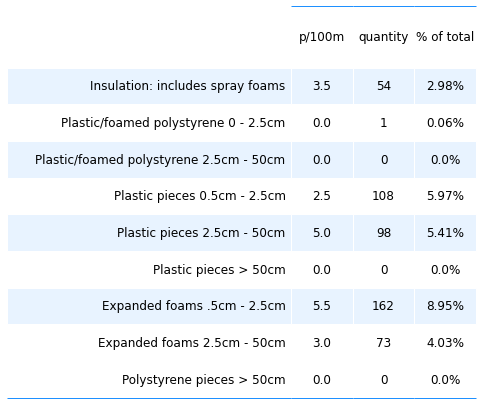 p/100m quantity % of total
Insulation: includes spray foams 3.5 54 2.98%
Plastic/foamed polystyrene 0 - 2.5cm 0.0 1 0.06%
Plastic/foamed polystyrene 2.5cm - 50cm 0.0 0 0.0%
Plastic pieces 0.5cm - 2.5cm 2.5 108 5.97%
Plastic pieces 2.5cm - 50cm 5.0 98 5.41%
Plastic pieces > 50cm 0.0 0 0.0%
Expanded foams .5cm - 2.5cm 5.5 162 8.95%
Expanded foams 2.5cm - 50cm 3.0 73 4.03%
Polystyrene pieces > 50cm 0.0 0 0.0%